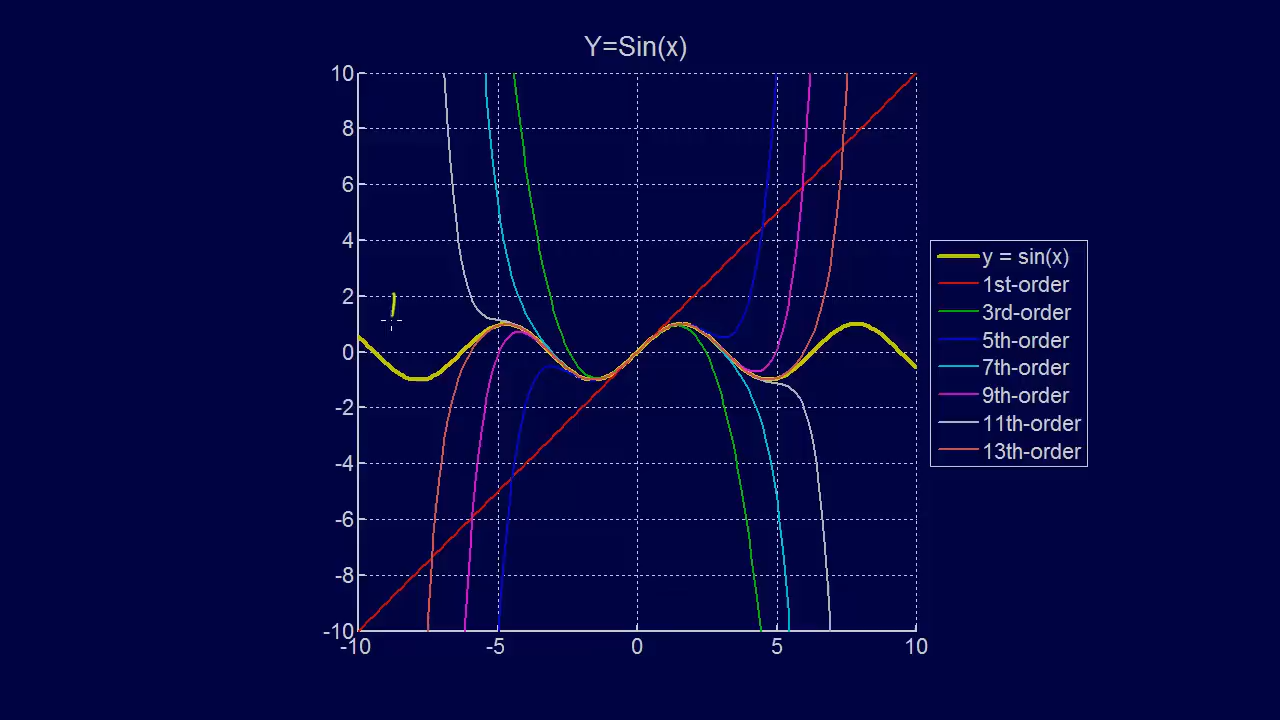 Y=Sin(x)
10
8
6
4
2
0
-2
-4
-6
-8
-10
-10 -5 0 5 10
y = sin(x)
1st-order
3rd-order
5th-order
7th-order
9th-order
11th-order
13th-order